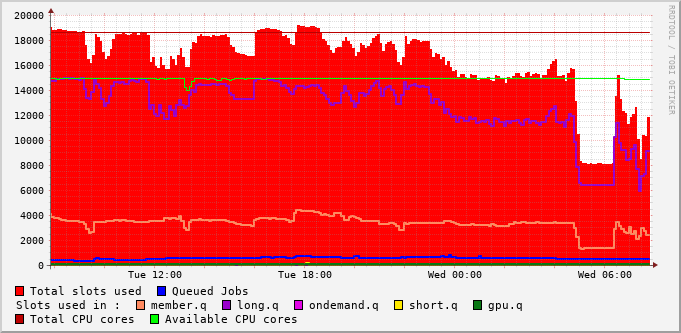 RRDTOOL / TOBI OETIKER
20000
18000
16000
14000
12000
10000
8000
6000
4000
2000
0
Tue 12:00 Tue 18:00 Wed 00:00 Wed 06:00
Total slots used Queued Jobs
Slots used in : member.q long.q ondemand.q short.q gpu.q
Total CPU cores Available CPU cores